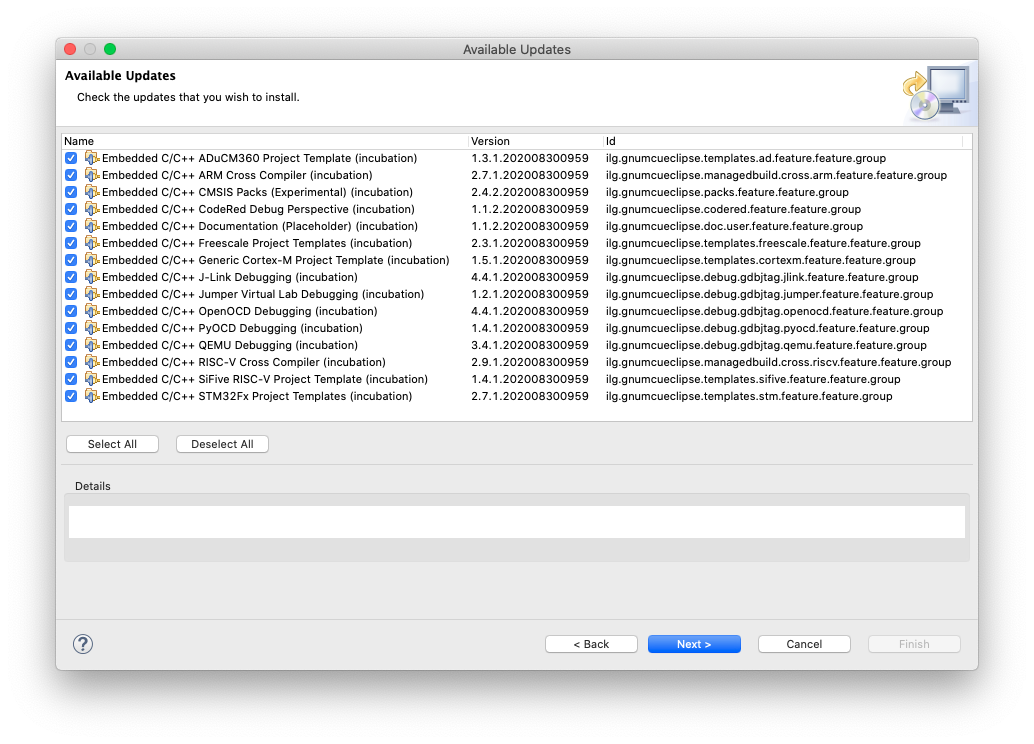 Available Updates
Available Updates
Check the updates that you wish to install.
Name Version Id
Embedded C/C++ ADuCM360 Project Template (incubation) 1.3.1.202008300959 ilg.gnumcueclipse.templates.ad.feature.feature.group
Embedded C/C++ ARM Cross Compiler (incubation) 2.7.1.202008300959 ilg.gnumcueclipse.managedbuild.cross.arm.feature.feature.group
Embedded C/C++ CMSIS Packs (Experimental) (incubation) 2.4.2.202008300959 ilg.gnumcueclipse.packs.feature.feature.group
Embedded C/C++ CodeRed Debug Perspective (incubation) 1.1.2.202008300959 ilg.gnumcueclipse.codered.feature.feature.group
Embedded C/C++ Documentation (Placeholder) (incubation) 1.1.2.202008300959 ilg.gnumcueclipse.doc.user.feature.feature.group
Embedded C/C++ Freescale Project Templates (incubation) 2.3.1.202008300959 ilg.gnumcueclipse.templates.freescale.feature.feature.group
Embedded C/C++ Generic Cortex-M Project Template (incubation) 1.5.1.202008300959 ilg.gnumcueclipse.templates.cortexm.feature.feature.group
Embedded C/C++ J-Link Debugging (incubation) 4.4.1.202008300959 ilg.gnumcueclipse.debug.gdbjtag.jlink.feature.feature.group
Embedded C/C++ Jumper Virtual Lab Debugging (incubation) 1.2.1.202008300959 ilg.gnumcueclipse.debug.gdbjtag.jumper.feature.feature.group
Embedded C/C++ OpenOCD Debugging (incubation) 4.4.1.202008300959 ilg.gnumcueclipse.debug.gdbjtag.openocd.feature.feature.group
Embedded C/C++ PyOCD Debugging (incubation) 1.4.1.202008300959 ilg.gnumcueclipse.debug.gdbjtag.pyocd.feature.feature.group
Embedded C/C++ QEMU Debugging (incubation) 3.4.1.202008300959 ilg.gnumcueclipse.debug.gdbjtag.qemu.feature.feature.group
Embedded C/C++ RISC-V Cross Compiler (incubation) 2.9.1.202008300959 ilg.gnumcueclipse.managedbuild.cross.riscv.feature.feature.group
Embedded C/C++ SiFive RISC-V Project Template (incubation) 1.4.1.202008300959 ilg.gnumcueclipse.templates.sifive.feature.feature.group
Embedded C/C++ STM32Fx Project Templates (incubation) 2.7.1.202008300959 ilg.gnumcueclipse.templates.stm.feature.feature.group
Select All Deselect All
Details
? < Back Next > Cancel Finish